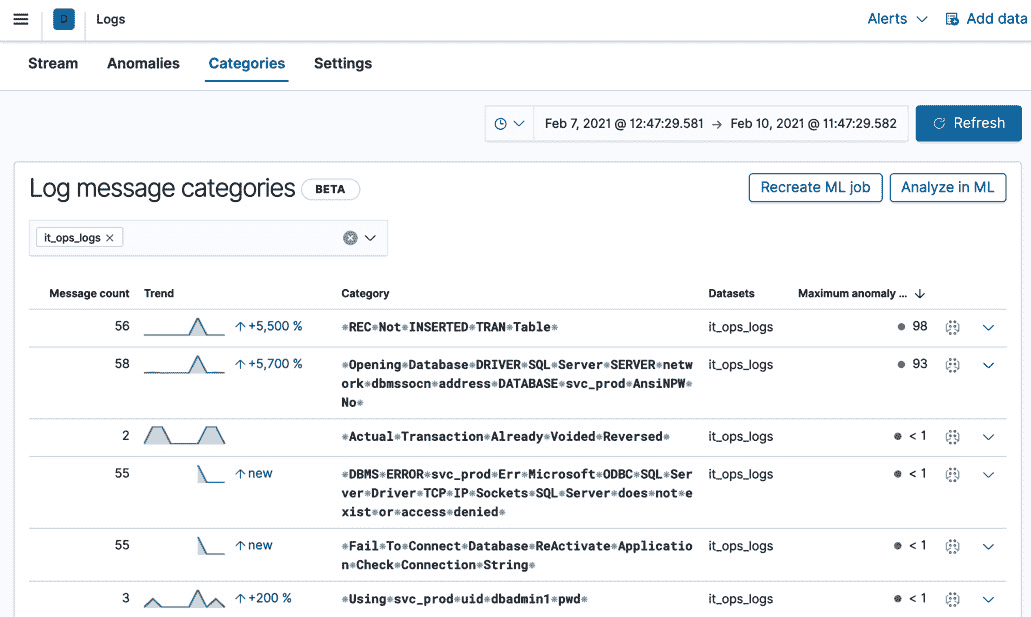 D Logs Alerts Add data
Stream Anomalies Categories Settings
Feb 7, 2021 @ 12:47:29.581 → Feb 10, 2021 @ 11:47:29.582 Refresh
Log message categories BETA Recreate ML job Analyze in ML
it_ops_logs ×
Message count Trend Category Datasets Maximum anomaly ... ↓
56 ↑ +5,500 % *REC*Not*INSERTED*TRAN*Table* it_ops_logs 98
58 ↑ +5,700 % *Opening*Database*DRIVER*SQL*Server*SERVER*netw it_ops_logs 93
ork*dbmssocn*address*DATABASE*svc_prod*AnsiNPW*
No*
2 *Actual*Transaction*Already*Voided*Reversed* it_ops_logs < 1
55 ↑ new *DBMS*ERROR*svc_prod*Err*Microsoft*ODBC*SQL*Ser it_ops_logs < 1
ver*Driver*TCP*IP*Sockets*SQL*Server*does*not*e
xist*or*access*denied*
55 ↑ new *Fail*To*Connect*Database*ReActivate*Applicatio it_ops_logs < 1
n*Check*Connection*String*
3 ↑ +200 % *Using*svc_prod*uid*dbadmin1*pwd* it_ops_logs < 1